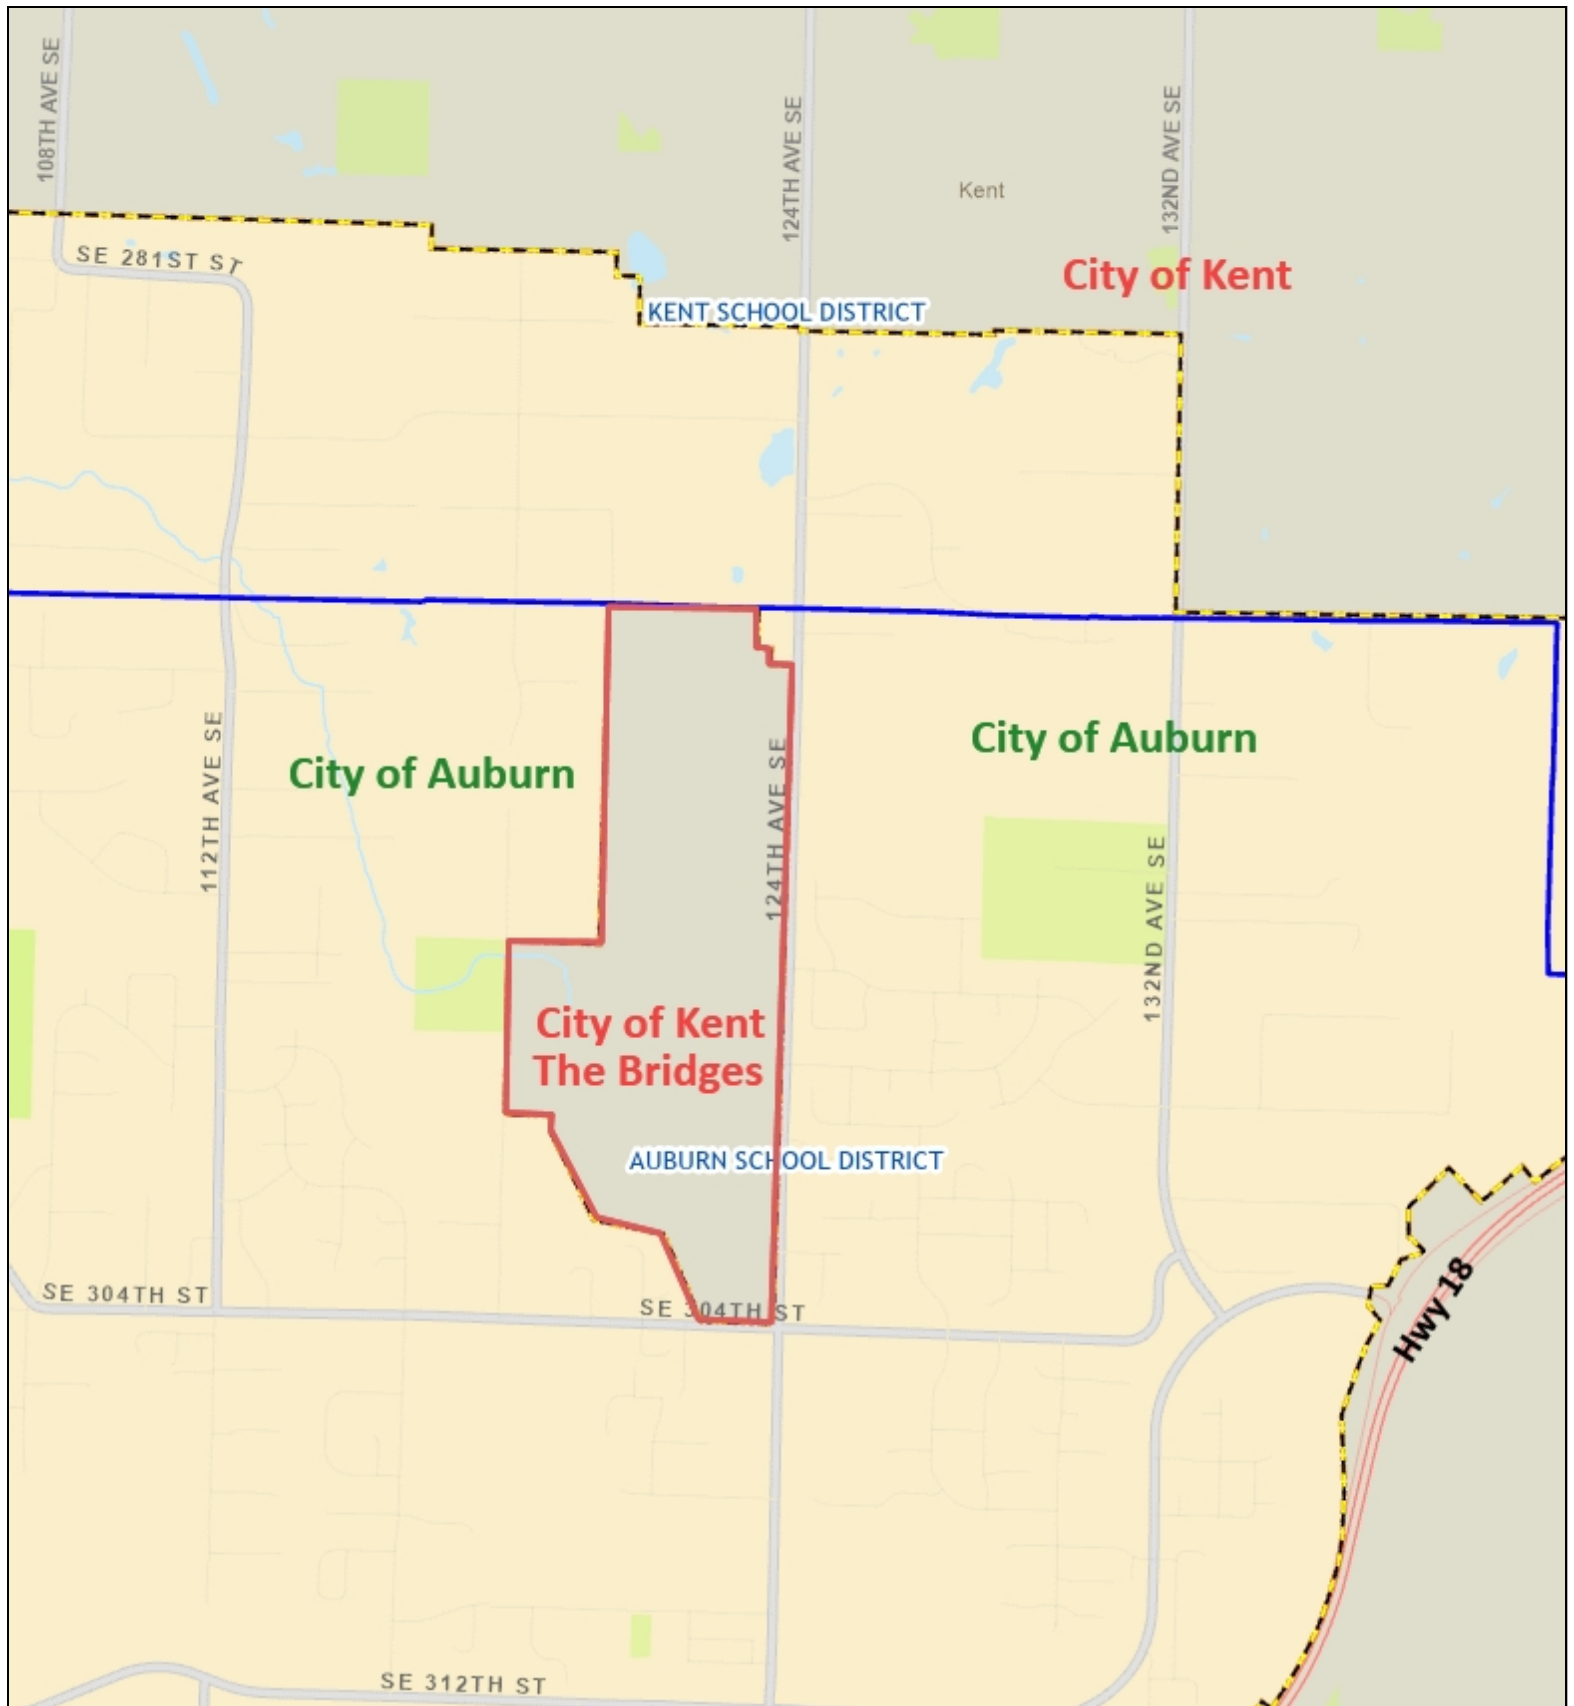 108TH AVE SE
124TH AVE SE
132ND AVE SE
Kent
SE 281ST ST
City of Kent
KENT SCHOOL DISTRICT
112TH AVE SE
City of Auburn
124TH AVE SE
City of Auburn
132ND AVE SE
City of Kent
The Bridges
AUBURN SCHOOL DISTRICT
SE 304TH ST
SE 304TH ST
Hwy 18
SE 312TH ST